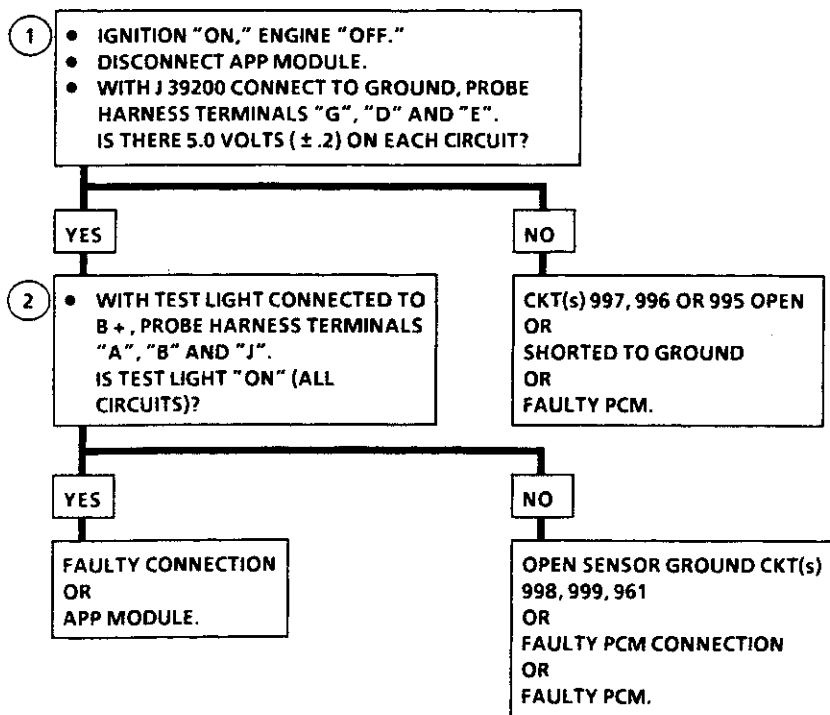 1
● IGNITION "ON," ENGINE "OFF."
● DISCONNECT APP MODULE.
● WITH J 39200 CONNECT TO GROUND, PROBE
HARNESS TERMINALS "G", "D" AND "E".
IS THERE 5.0 VOLTS ( ± .2) ON EACH CIRCUIT?
YES
NO
2
● WITH TEST LIGHT CONNECTED TO
B + , PROBE HARNESS TERMINALS
"A", "B" AND "J".
IS TEST LIGHT "ON" (ALL
CIRCUITS)?
CKT(s) 997, 996 OR 995 OPEN
OR
SHORTED TO GROUND
OR
FAULTY PCM.
YES
NO
FAULTY CONNECTION
OR
APP MODULE.
OPEN SENSOR GROUND CKT(s)
998, 999, 961
OR
FAULTY PCM CONNECTION
OR
FAULTY PCM.